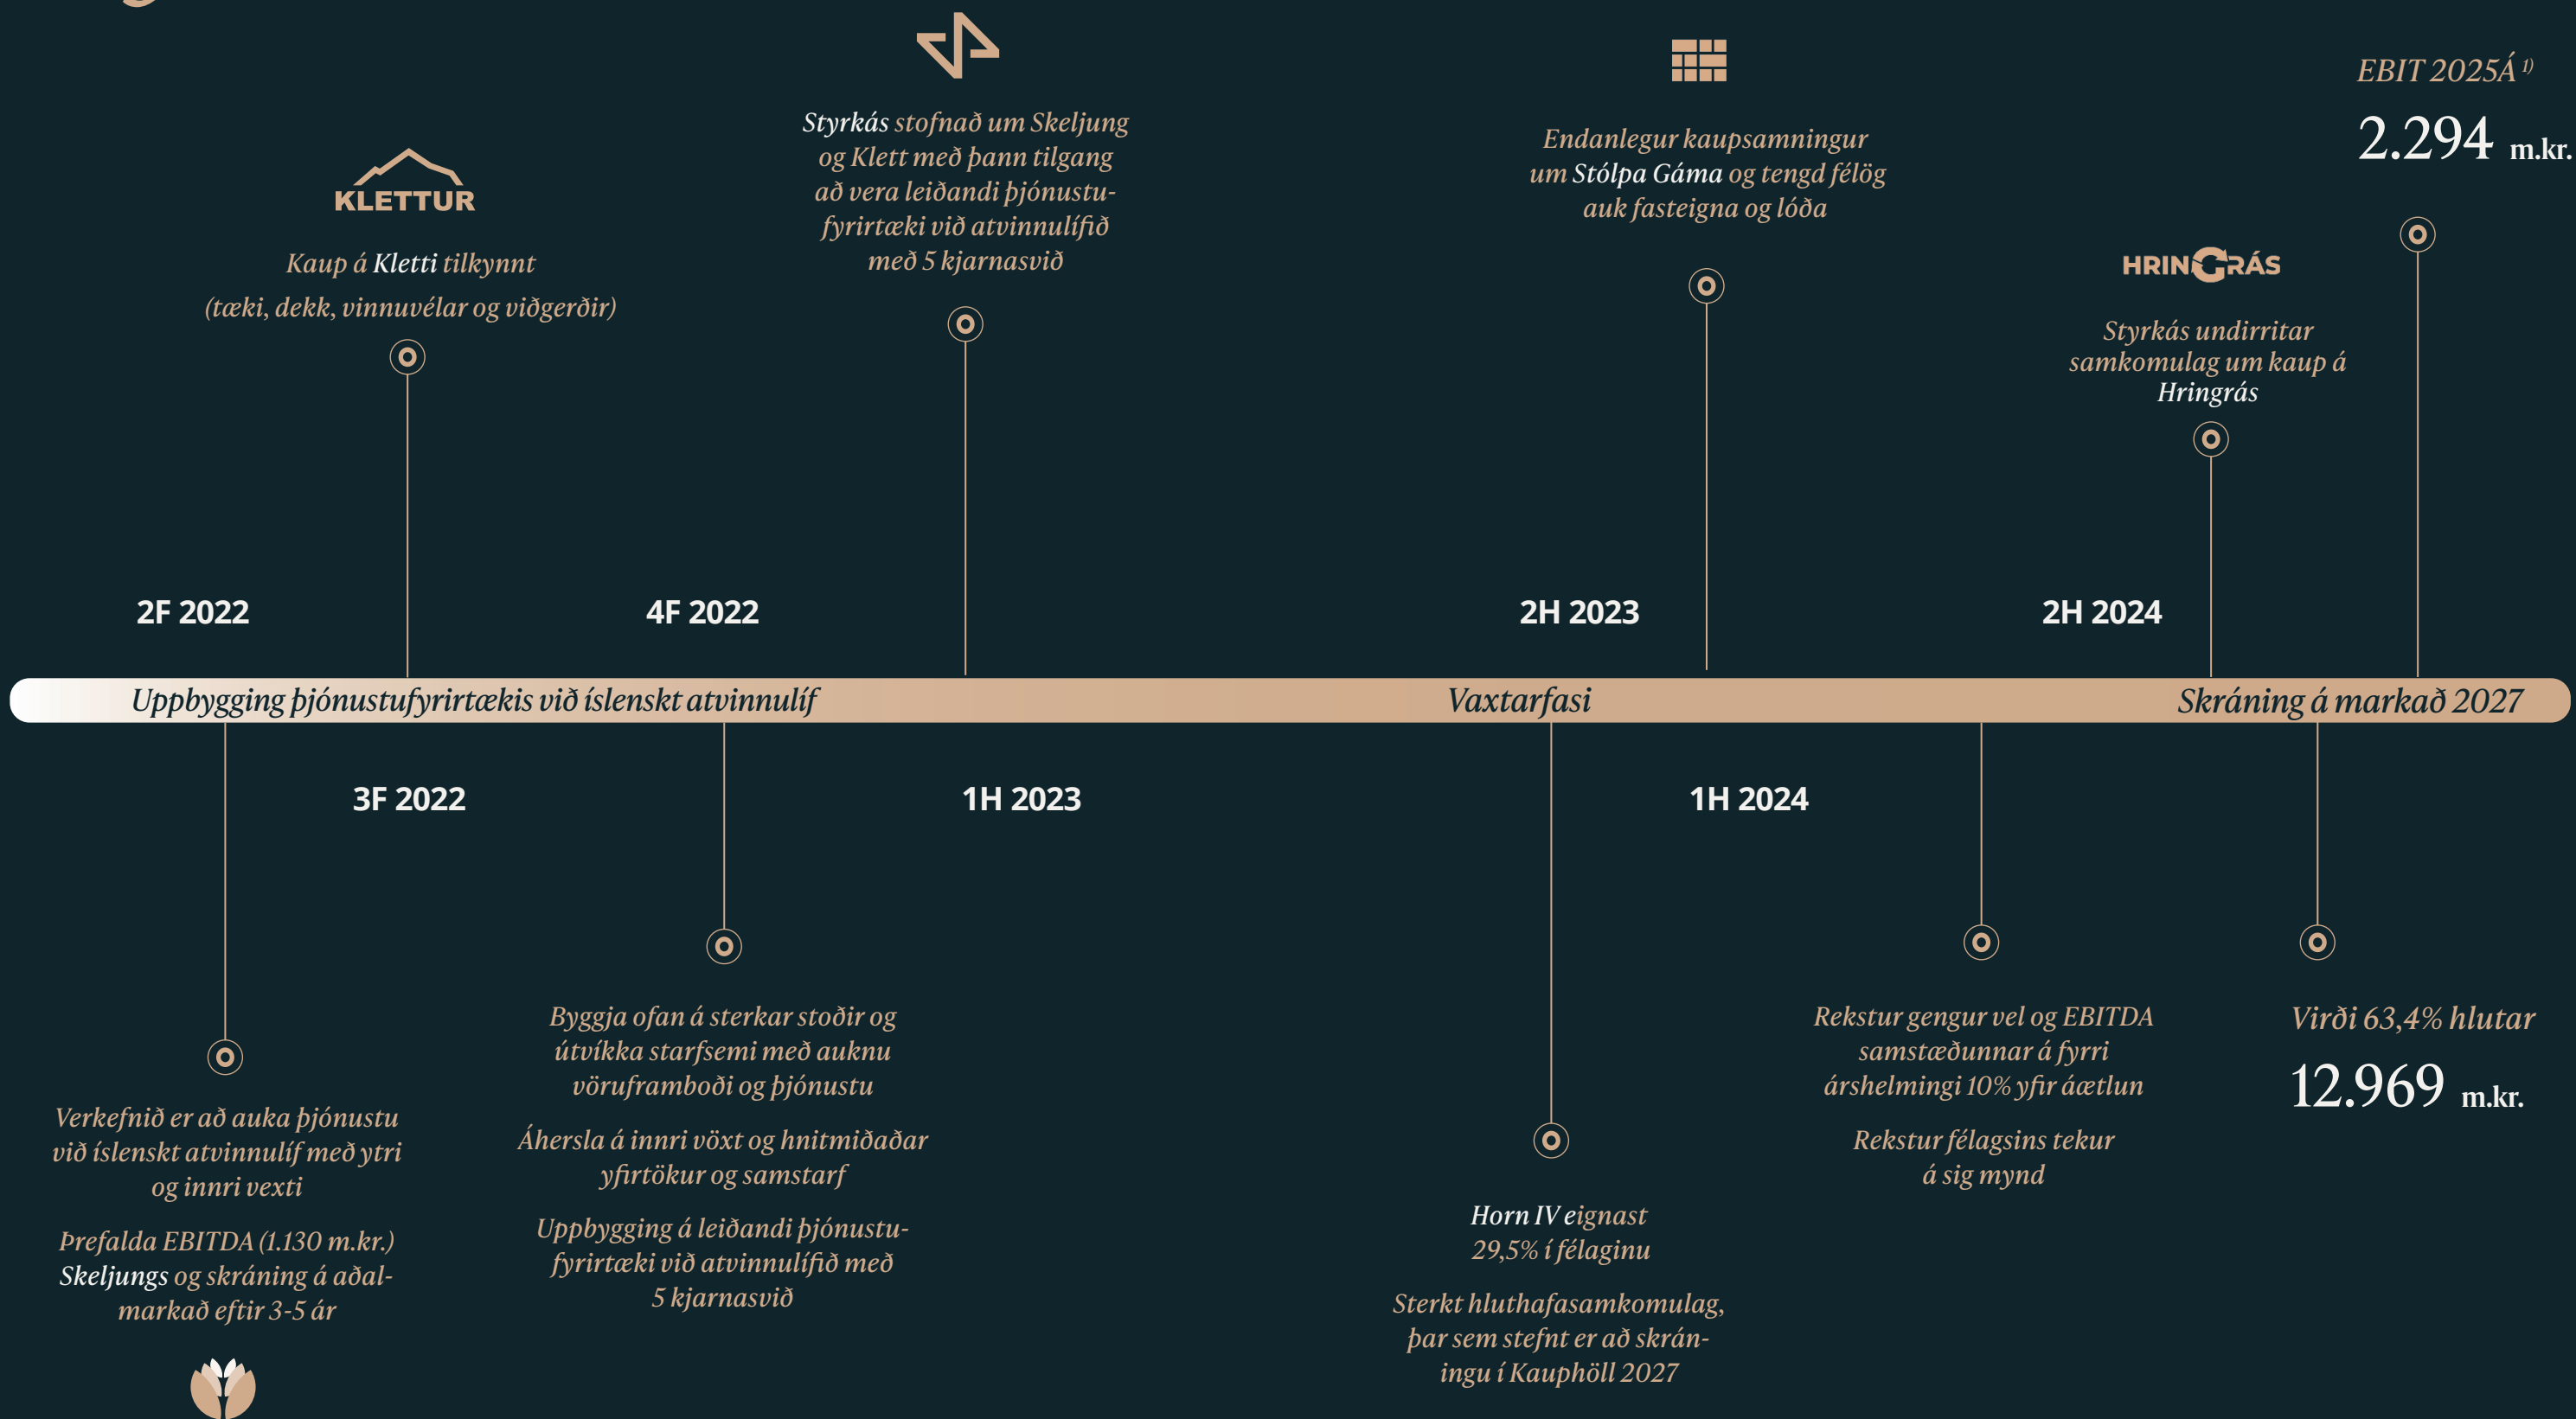 KLETTUR
Kaup á Kletti tilkynnt
(tæki, dekk, vinnuvélar og viðgerðir)
Styrkás stofnað um Skeljung
og Klett með þann tilgang
að vera leiðandi þjónustu-
fyrirtæki við atvinnulífið
með 5 kjarnasvið
Endanlegur kaupsamningur
um Stólpa Gáma og tengd félög
auk fasteigna og lóða
HRINGRÁS
Styrkás undirritar
samkomulag um kaup á
Hringrás
EBIT 2025Á 1)
2.294 m.kr.
2F 2022
4F 2022
2H 2023
2H 2024
Uppbygging þjónustufyrirtækis við íslenskt atvinnulíf
Vaxtarfasi
Skráning á markað 2027
3F 2022
1H 2023
1H 2024
Verkefnið er að auka þjónustu
við íslenskt atvinnulíf með ytri
og innri vexti
Þrefalda EBITDA (1.130 m.kr.)
Skeljungs og skráning á aðal-
markað eftir 3-5 ár
Byggja ofan á sterkar stoðir og
útvíkka starfsemi með auknu
vöruframboði og þjónustu
Áhersla á innri vöxt og hnitmiðaðar
yfirtökur og samstarf
Uppbygging á leiðandi þjónustu-
fyrirtæki við atvinnulífið með
5 kjarnasvið
Horn IV eignast
29,5% í félaginu
Sterkt hluthafasamkomulag,
þar sem stefnt er að skrán-
ingu í Kauphöll 2027
Rekstur gengur vel og EBITDA
samstæðunnar á fyrri
árshelmingi 10% yfir áætlun
Rekstur félagsins tekur
á sig mynd
Virði 63,4% hlutar
12.969 m.kr.